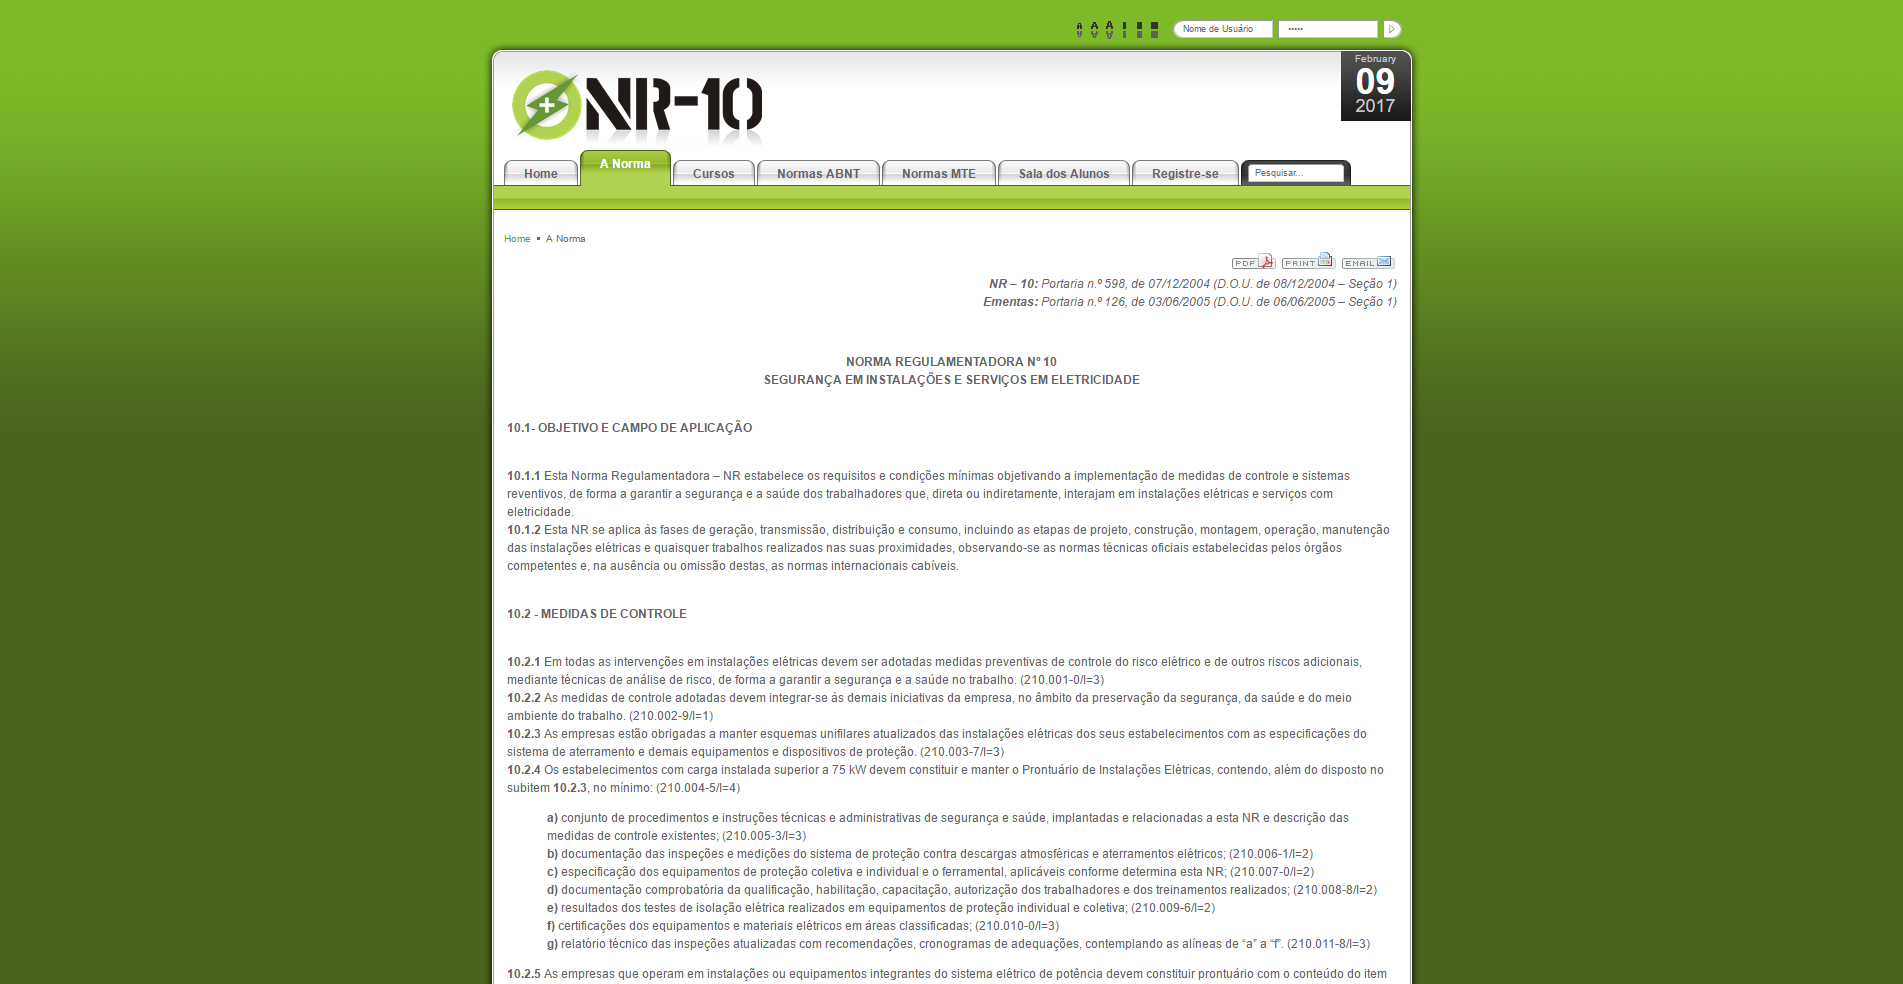 Nome de Usuário
•••••
February
09
2017
NR-10
Home
A Norma
Cursos
Normas ABNT
Normas MTE
Sala dos Alunos
Registre-se
Pesquisar...
Home ▪ A Norma
PDF PRINT EMAIL
NR – 10: Portaria n.º 598, de 07/12/2004 (D.O.U. de 08/12/2004 – Seção 1)
Ementas: Portaria n.º 126, de 03/06/2005 (D.O.U. de 06/06/2005 – Seção 1)
NORMA REGULAMENTADORA Nº 10
SEGURANÇA EM INSTALAÇÕES E SERVIÇOS EM ELETRICIDADE
10.1- OBJETIVO E CAMPO DE APLICAÇÃO
10.1.1 Esta Norma Regulamentadora – NR estabelece os requisitos e condições mínimas objetivando a implementação de medidas de controle e sistemas
reventivos, de forma a garantir a segurança e a saúde dos trabalhadores que, direta ou indiretamente, interajam em instalações elétricas e serviços com
eletricidade.
10.1.2 Esta NR se aplica às fases de geração, transmissão, distribuição e consumo, incluindo as etapas de projeto, construção, montagem, operação, manutenção
das instalações elétricas e quaisquer trabalhos realizados nas suas proximidades, observando-se as normas técnicas oficiais estabelecidas pelos órgãos
competentes e, na ausência ou omissão destas, as normas internacionais cabíveis.
10.2 - MEDIDAS DE CONTROLE
10.2.1 Em todas as intervenções em instalações elétricas devem ser adotadas medidas preventivas de controle do risco elétrico e de outros riscos adicionais,
mediante técnicas de análise de risco, de forma a garantir a segurança e a saúde no trabalho. (210.001-0/I=3)
10.2.2 As medidas de controle adotadas devem integrar-se às demais iniciativas da empresa, no âmbito da preservação da segurança, da saúde e do meio
ambiente do trabalho. (210.002-9/I=1)
10.2.3 As empresas estão obrigadas a manter esquemas unifilares atualizados das instalações elétricas dos seus estabelecimentos com as especificações do
sistema de aterramento e demais equipamentos e dispositivos de proteção. (210.003-7/I=3)
10.2.4 Os estabelecimentos com carga instalada superior a 75 kW devem constituir e manter o Prontuário de Instalações Elétricas, contendo, além do disposto no
subitem 10.2.3, no mínimo: (210.004-5/I=4)
a) conjunto de procedimentos e instruções técnicas e administrativas de segurança e saúde, implantadas e relacionadas a esta NR e descrição das
medidas de controle existentes; (210.005-3/I=3)
b) documentação das inspeções e medições do sistema de proteção contra descargas atmosféricas e aterramentos elétricos; (210.006-1/I=2)
c) especificação dos equipamentos de proteção coletiva e individual e o ferramental, aplicáveis conforme determina esta NR; (210.007-0/I=2)
d) documentação comprobatória da qualificação, habilitação, capacitação, autorização dos trabalhadores e dos treinamentos realizados; (210.008-8/I=2)
e) resultados dos testes de isolação elétrica realizados em equipamentos de proteção individual e coletiva; (210.009-6/I=2)
f) certificações dos equipamentos e materiais elétricos em áreas classificadas; (210.010-0/I=3)
g) relatório técnico das inspeções atualizadas com recomendações, cronogramas de adequações, contemplando as alíneas de “a” a “f”. (210.011-8/I=3)
10.2.5 As empresas que operam em instalações ou equipamentos integrantes do sistema elétrico de potência devem constituir prontuário com o conteúdo do item